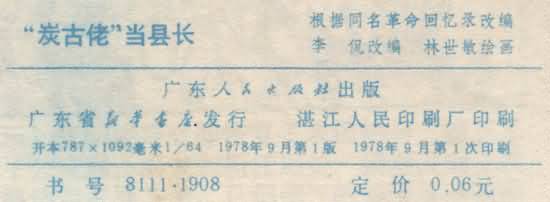 “炭古佬”当县长
根据同名革命回忆录改编
李 侃改编 林世敏绘画
广东人民出版社出版
广东省新华书店发行
湛江人民印刷厂印刷
开本787×1092毫米1/64 1978年9月第1版 1978年9月第1次印刷
书号 8111·1908 定价 0.06元